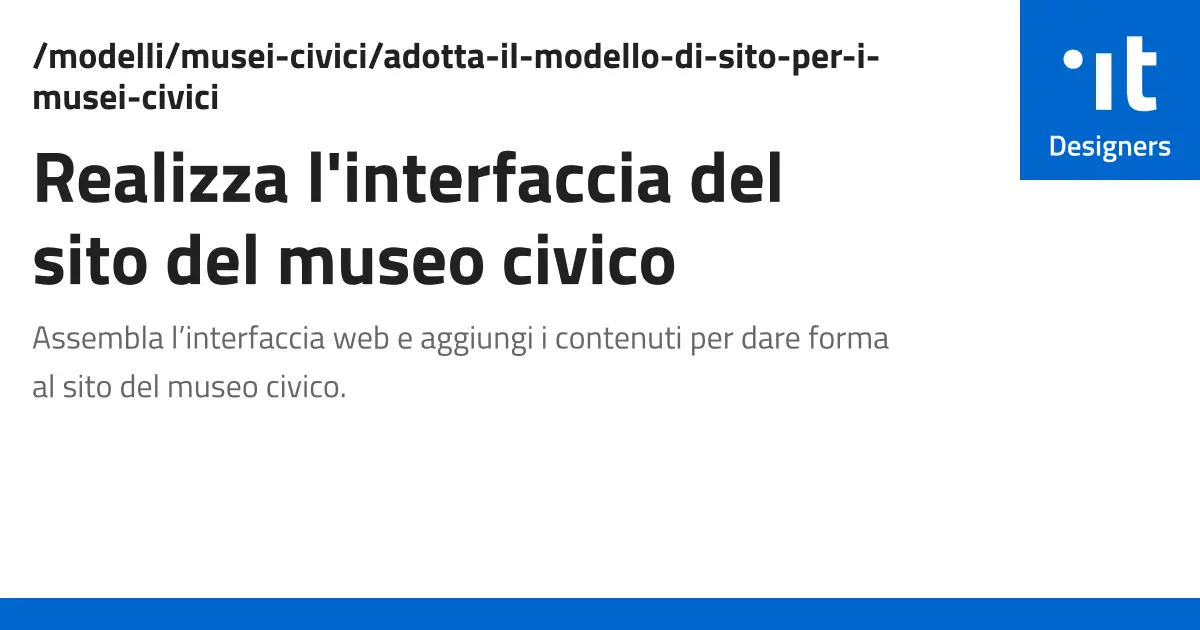 /modelli/musei-civici/adotta-il-modello-di-sito-per-i-
musei-civici
Realizza l'interfaccia del
sito del museo civico
Assembla l’interfaccia web e aggiungi i contenuti per dare forma
al sito del museo civico.
it
Designers